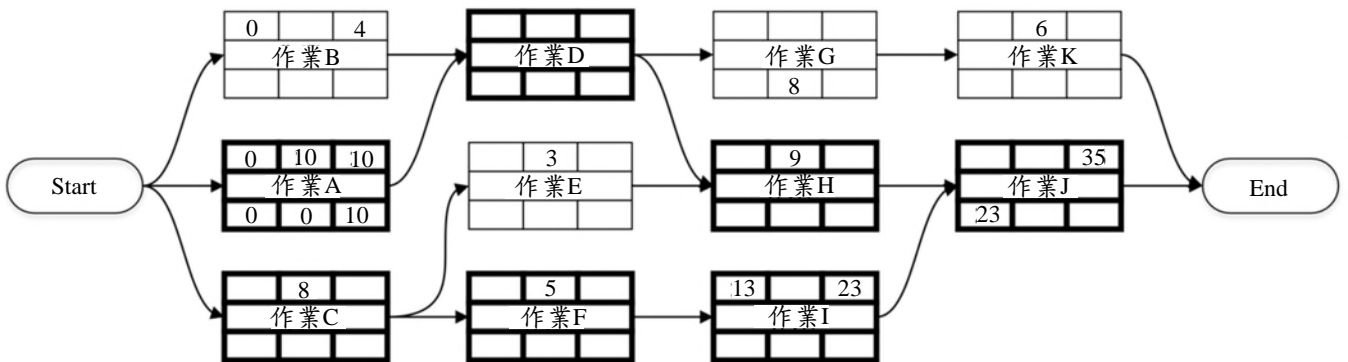 0 4
作業B
作業D
作業G
8
6
作業K
Start
0 10 10
作業A
0 0 10
3
作業E
9
作業H
35
作業J
23
End
8
作業C
5
作業F
13 23
作業I